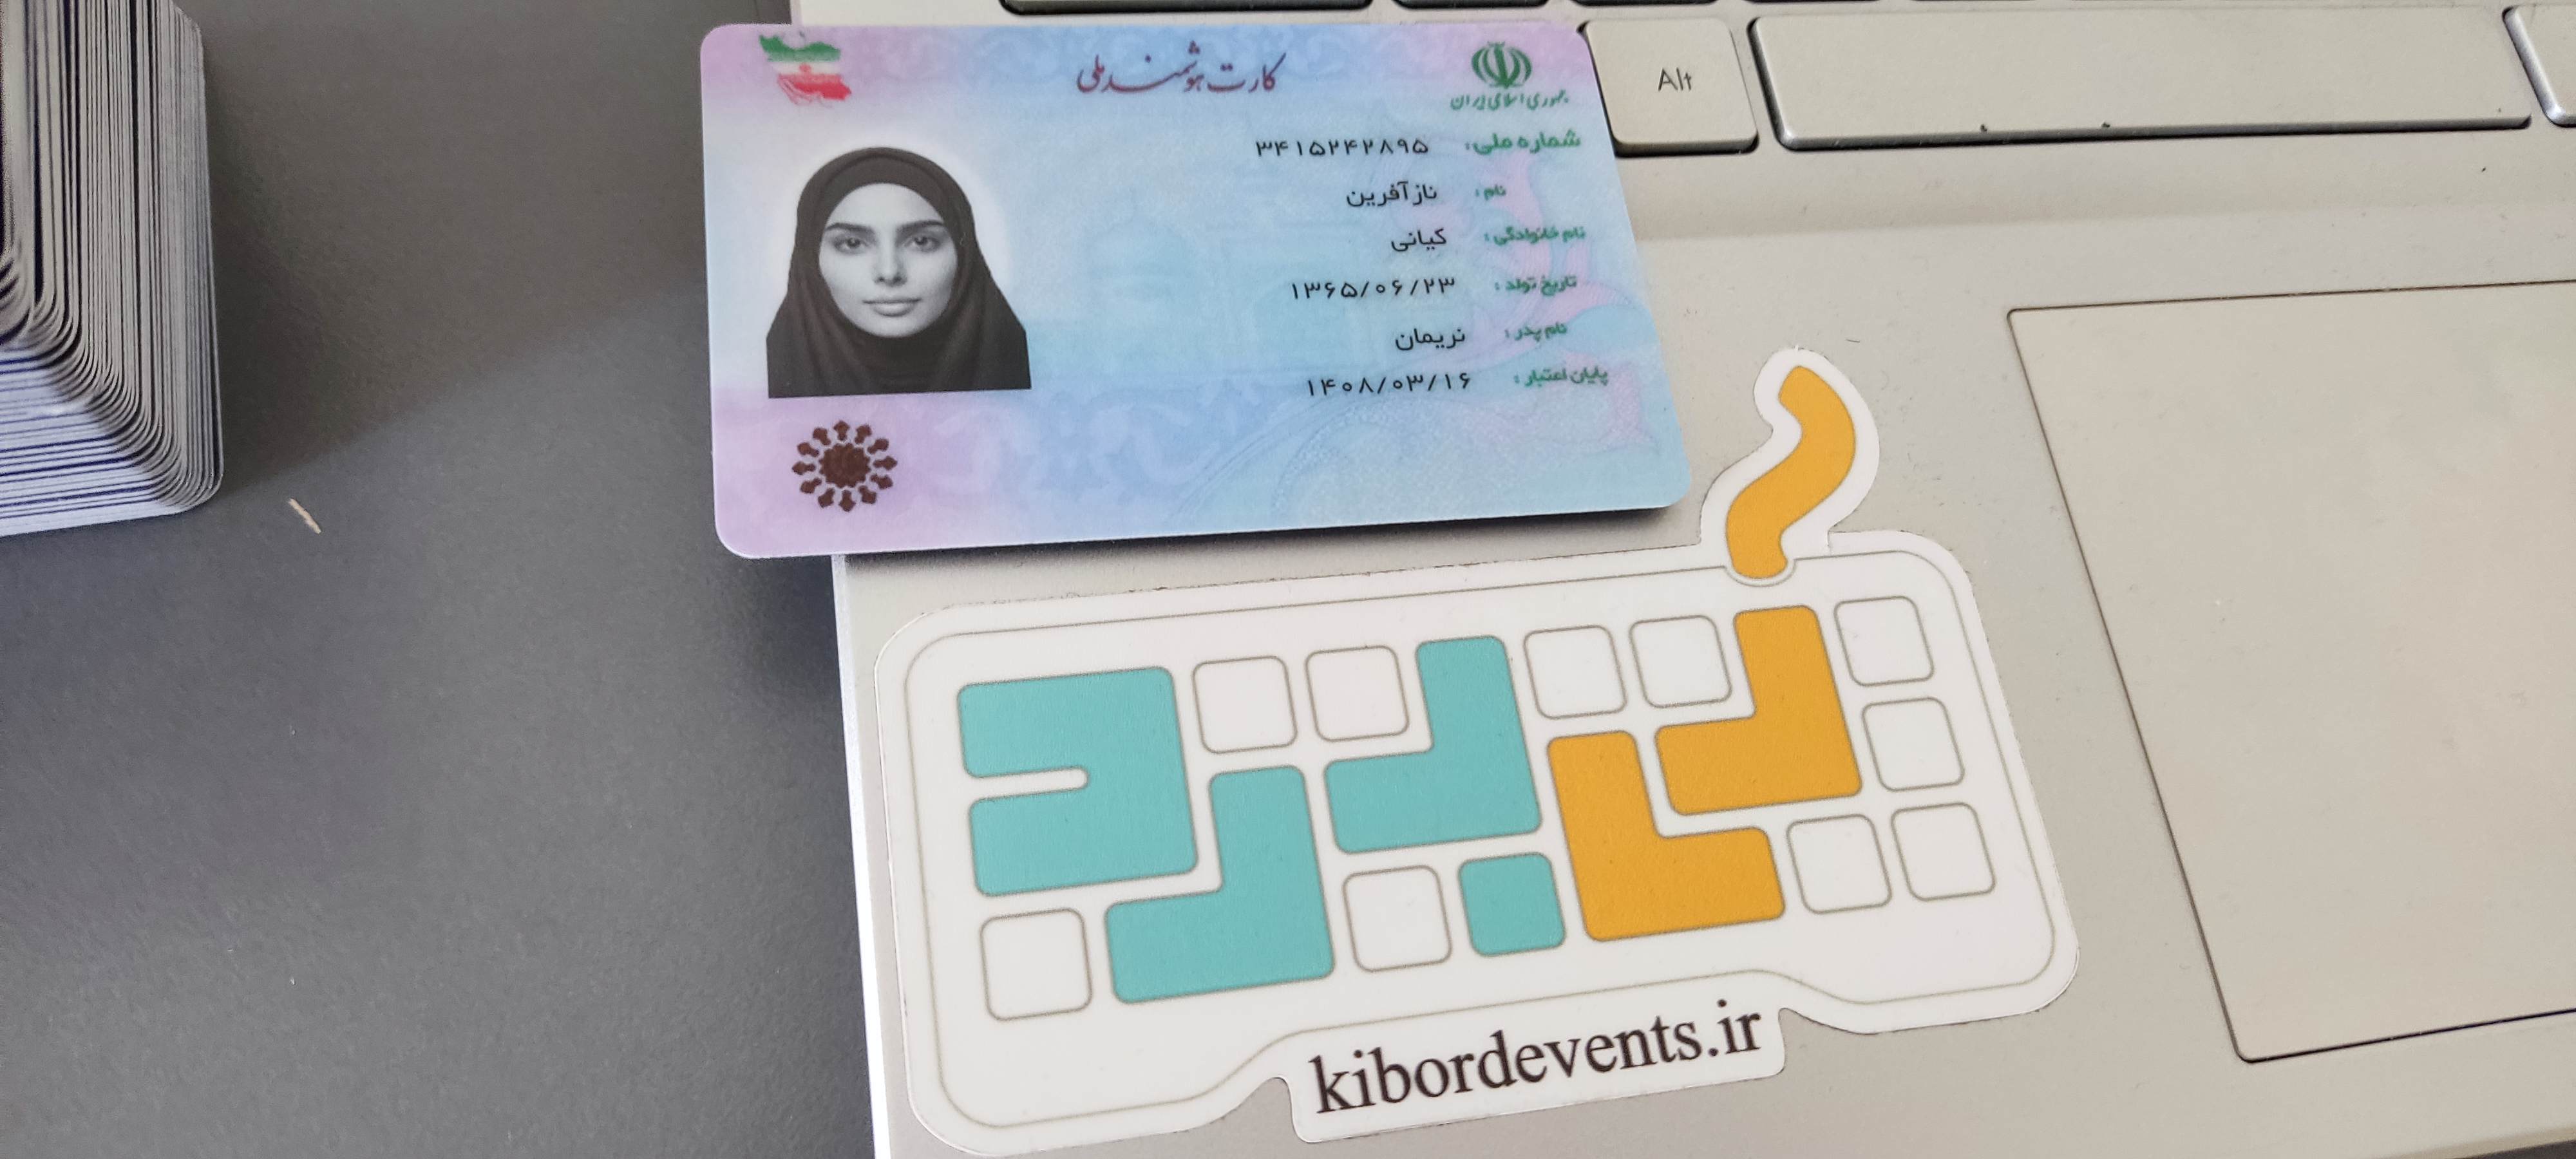 کارت هوشمند ملی
جمهوری اسلامی ایران
شماره ملی: ۳۴۱۵۲۴۲۸۹۵
نام: نازآفرین
نام خانوادگی: کیانی
تاریخ تولد: ۱۳۶۵/۰۶/۲۳
نام پدر: نریمان
پایان اعتبار: ۱۴۰۸/۰۳/۱۶
Alt
کیبرد
kibordevents.ir